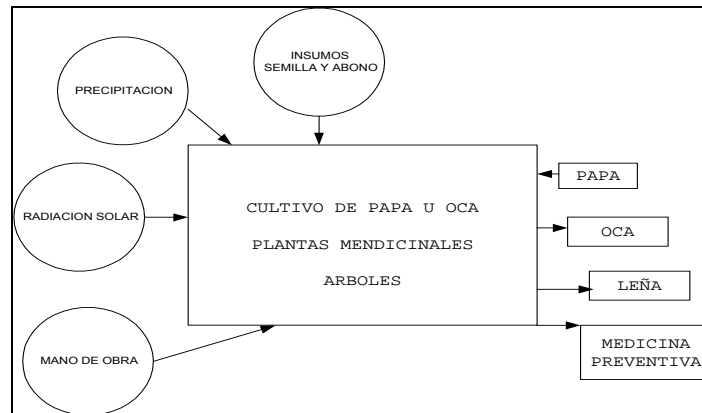 INSUMOS
SEMILLA Y ABONO
PRECIPITACION
RADIACION SOLAR
MANO DE OBRA
CULTIVO DE PAPA U OCA
PLANTAS MENDICINALES
ARBOLES
PAPA
OCA
LEÑA
MEDICINA
PREVENTIVA